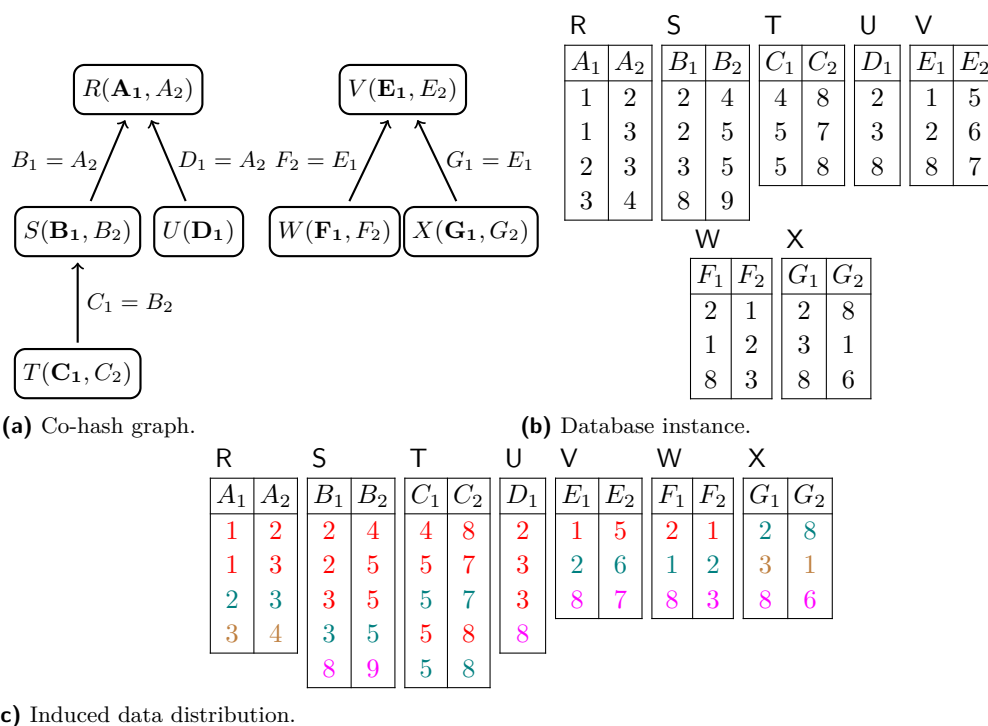 R S T U V
R(A₁, A₂) V(E₁, E₂)
A₁ A₂ B₁ B₂ C₁ C₂ D₁ E₁ E₂
1 2 2 4 4 8 2 1 5
1 3 2 5 5 7 3 2 6
2 3 3 5 5 8 8 8 7
3 4 8 9
B₁ = A₂ D₁ = A₂ F₂ = E₁ G₁ = E₁
S(B₁, B₂) U(D₁) W(F₁, F₂) X(G₁, G₂)
W X
F₁ F₂ G₁ G₂
2 1 2 8
1 2 3 1
8 3 8 6
C₁ = B₂
T(C₁, C₂)
(a) Co-hash graph.
(b) Database instance.
R S T U V W X
A₁ A₂ B₁ B₂ C₁ C₂ D₁ E₁ E₂ F₁ F₂ G₁ G₂
1 2 2 4 4 8 2 1 5 2 1 2 8
1 3 2 5 5 7 3 2 6 1 2 3 1
2 3 3 5 5 7 3 8 7 8 3 8 6
3 4 3 5 5 8 8
8 9 5 8
c) Induced data distribution.